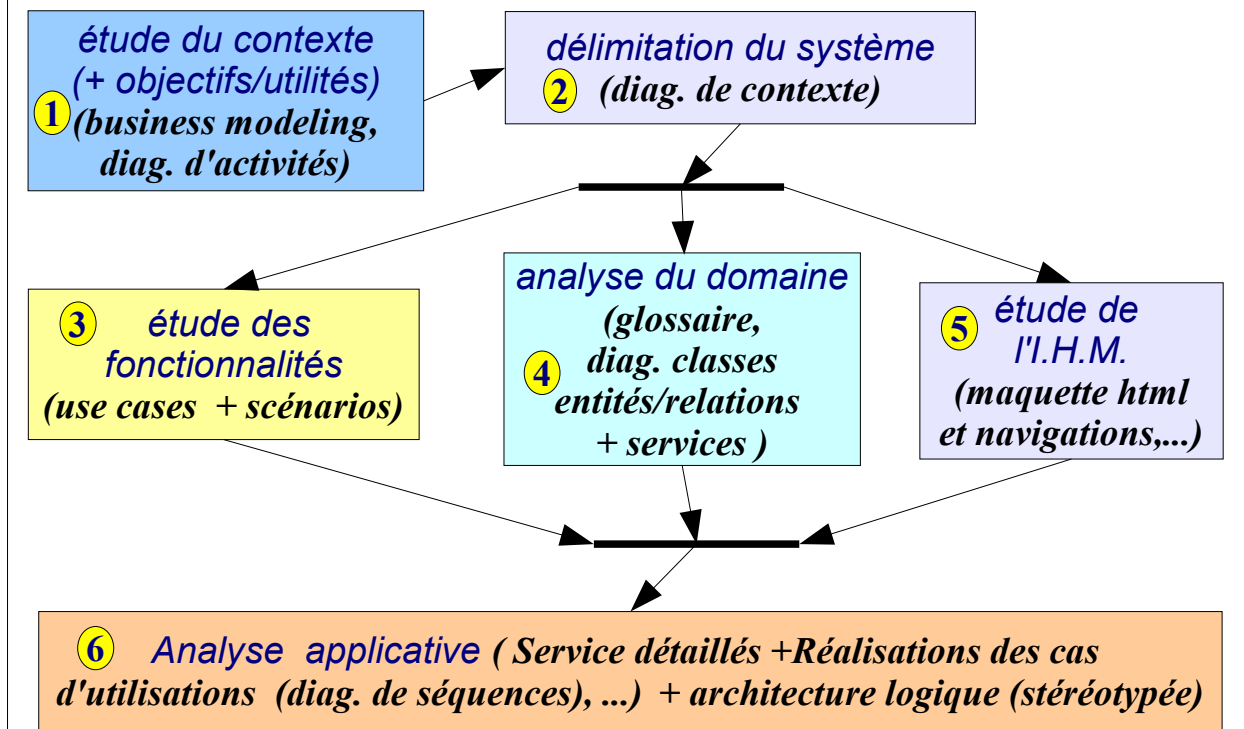 étude du contexte
(+ objectifs/utilités)
1 (business modeling,
diag. d'activités)
délimitation du système
2 (diag. de contexte)
3 étude des
fonctionnalités
(use cases + scénarios)
analyse du domaine
(glossaire,
diag. classes
4 entités/relations
+ services )
5 étude de
l'I.H.M.
(maquette html
et navigations,...)
6 Analyse applicative ( Service détaillés +Réalisations des cas
d'utilisations (diag. de séquences), ...) + architecture logique (stéréotypée)